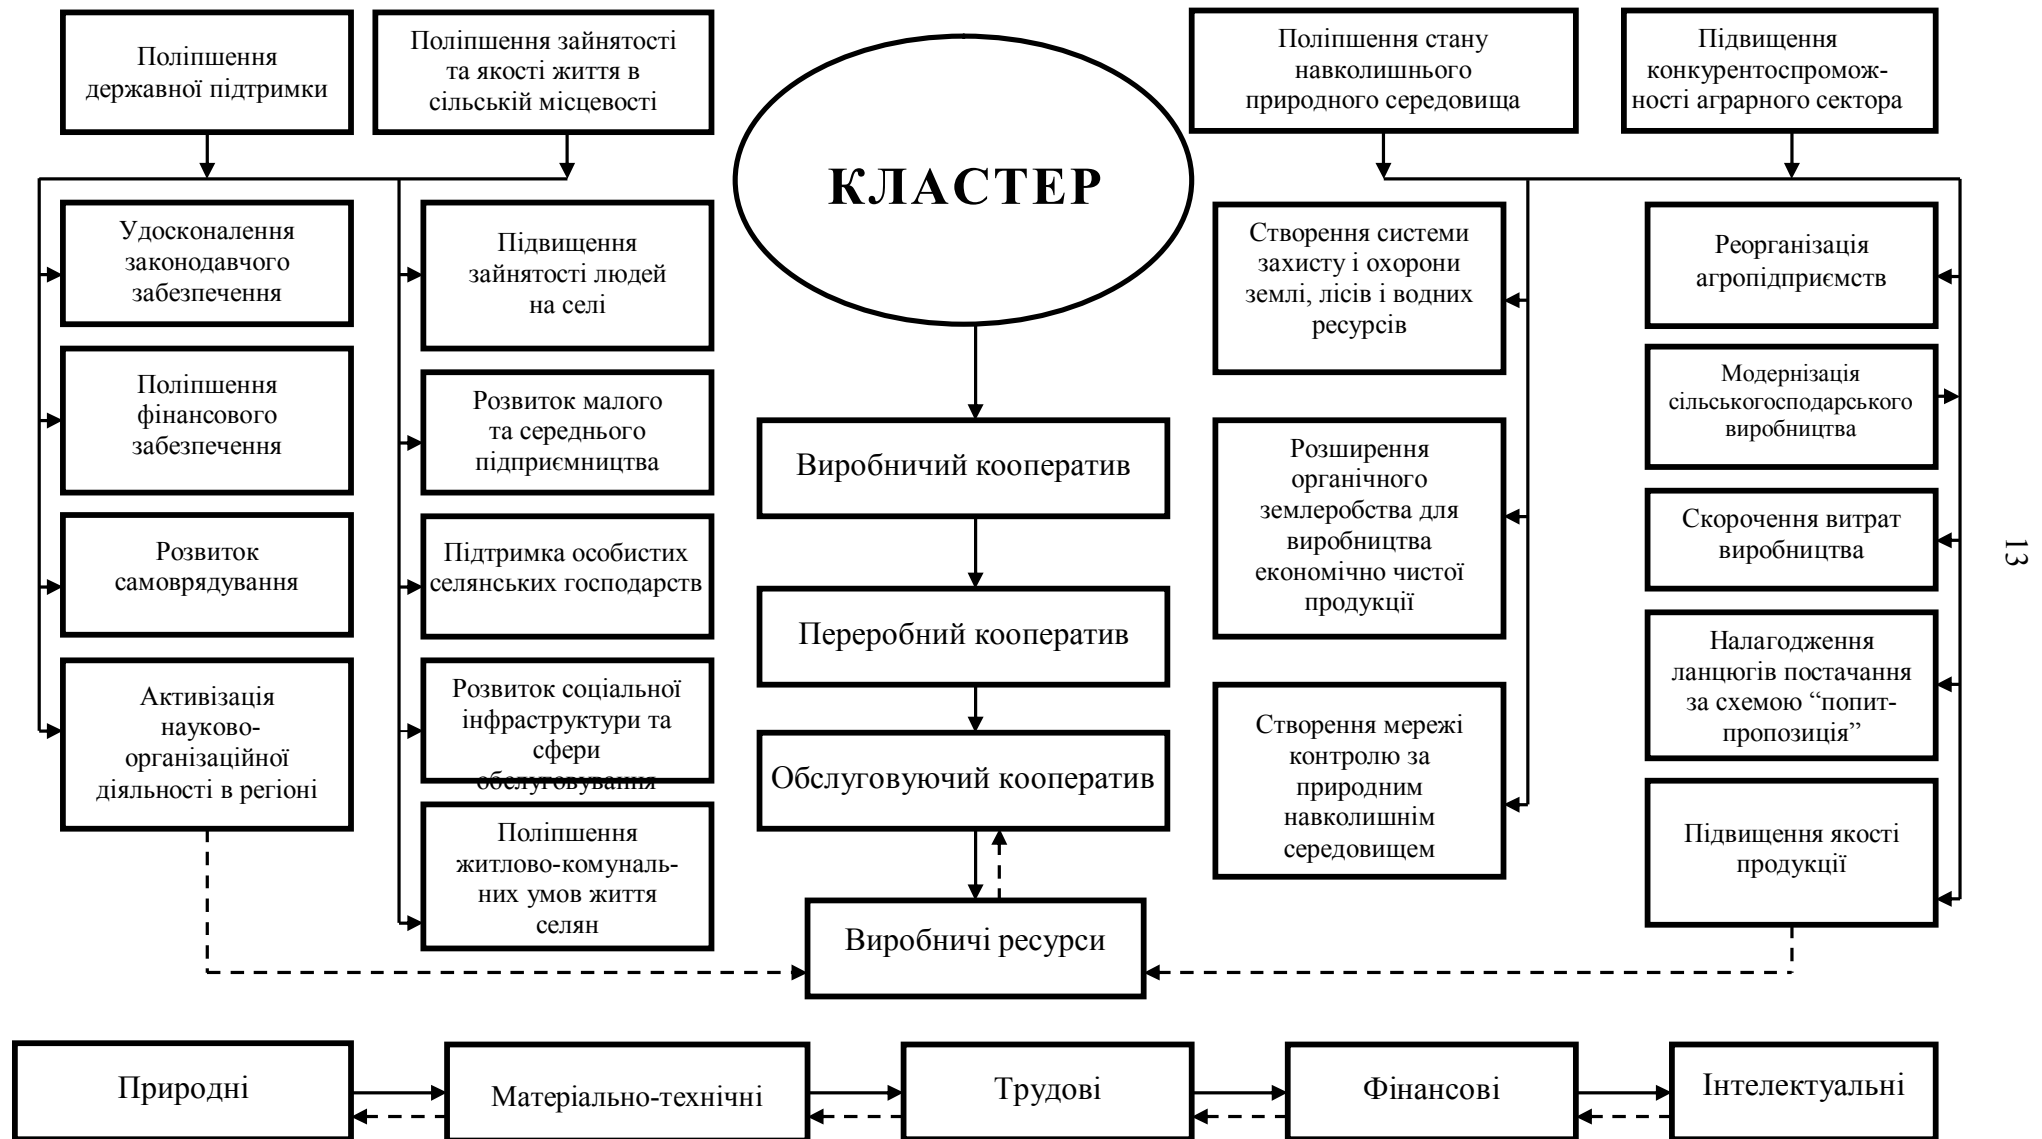 Поліпшення
державної підтримки
Поліпшення зайнятості
та якості життя в
сільській місцевості
КЛАСТЕР
Поліпшення стану
навколишнього
природного середовища
Підвищення
конкурентоспромож-
ності аграрного сектора
Удосконалення
законодавчого
забезпечення
Поліпшення
фінансового
забезпечення
Розвиток
самоврядування
Активізація
науково-
організаційної
діяльності в регіоні
Підвищення
зайнятості людей
на селі
Розвиток малого
та середнього
підприємництва
Підтримка особистих
селянських господарств
Розвиток соціальної
інфраструктури та
сфери
обслуговування
Поліпшення
житлово-комуналь-
них умов життя
селян
Виробничий кооператив
Переробний кооператив
Обслуговуючий кооператив
Виробничі ресурси
Створення системи
захисту і охорони
землі, лісів і водних
ресурсів
Розширення
органічного
землеробства для
виробництва
економічно чистої
продукції
Створення мережі
контролю за
природним
навколишнім
середовищем
Реорганізація
агропідприємств
Модернізація
сільськогосподарського
виробництва
Скорочення витрат
виробництва
Налагодження
ланцюгів постачання
за схемою “попит-
пропозиція”
Підвищення якості
продукції
13
Природні
Матеріально-технічні
Трудові
Фінансові
Інтелектуальні